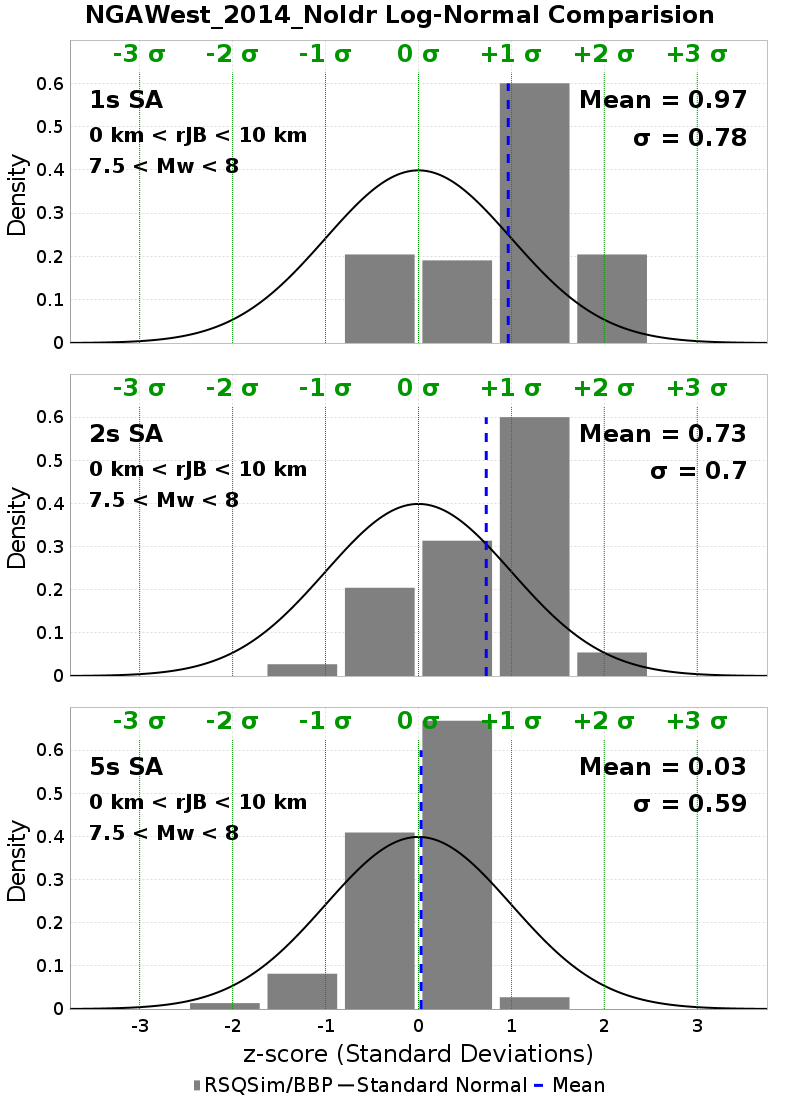 NGAWest_2014_NoIdr Log-Normal Comparision
-3 σ -2 σ -1 σ 0 σ +1 σ +2 σ +3 σ
1s SA
Mean = 0.97
0 km < rJB < 10 km
σ = 0.78
7.5 < Mw < 8
0.6
0.5
0.4
0.3
0.2
0.1
0
Density
-3 σ -2 σ -1 σ 0 σ +1 σ +2 σ +3 σ
2s SA
Mean = 0.73
0 km < rJB < 10 km
σ = 0.7
7.5 < Mw < 8
0.6
0.5
0.4
0.3
0.2
0.1
0
Density
-3 σ -2 σ -1 σ 0 σ +1 σ +2 σ +3 σ
5s SA
Mean = 0.03
0 km < rJB < 10 km
σ = 0.59
7.5 < Mw < 8
0.6
0.5
0.4
0.3
0.2
0.1
0
Density
-3 -2 -1 0 1 2 3
z-score (Standard Deviations)
RSQSim/BBP Standard Normal Mean